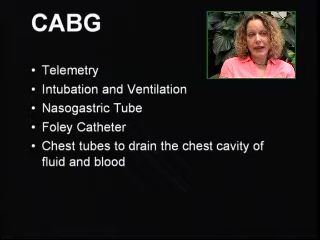 CABG
• Telemetry
• Intubation and Ventilation
• Nasogastric Tube
• Foley Catheter
• Chest tubes to drain the chest cavity of
fluid and blood